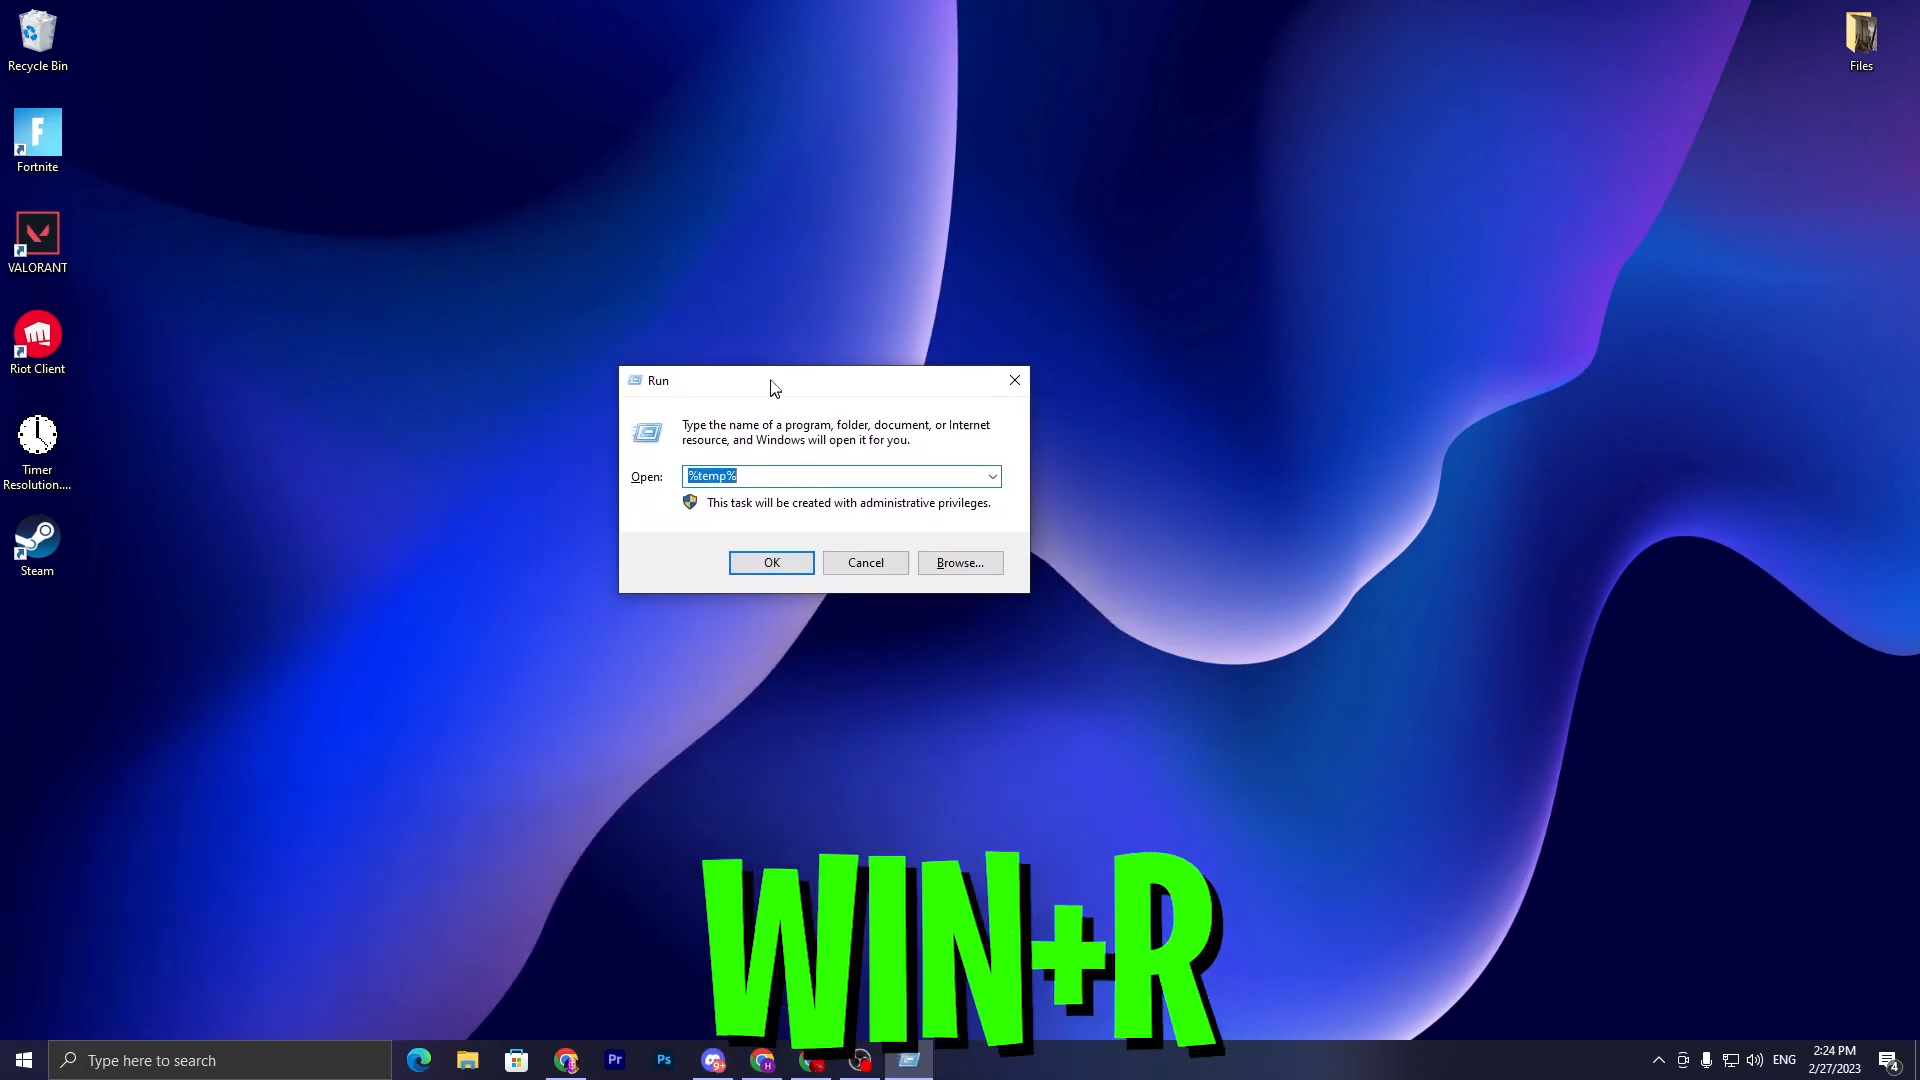 Recycle Bin
Files
Fortnite
VALORANT
Riot Client
Timer
Resolution....
Steam
Run
Type the name of a program, folder, document, or Internet
resource, and Windows will open it for you.
Open: %temp%
This task will be created with administrative privileges.
OK Cancel Browse...
WIN+R
Type here to search
Pr
Ps
9+
H
ENG
2:24 PM
2/27/2023
4